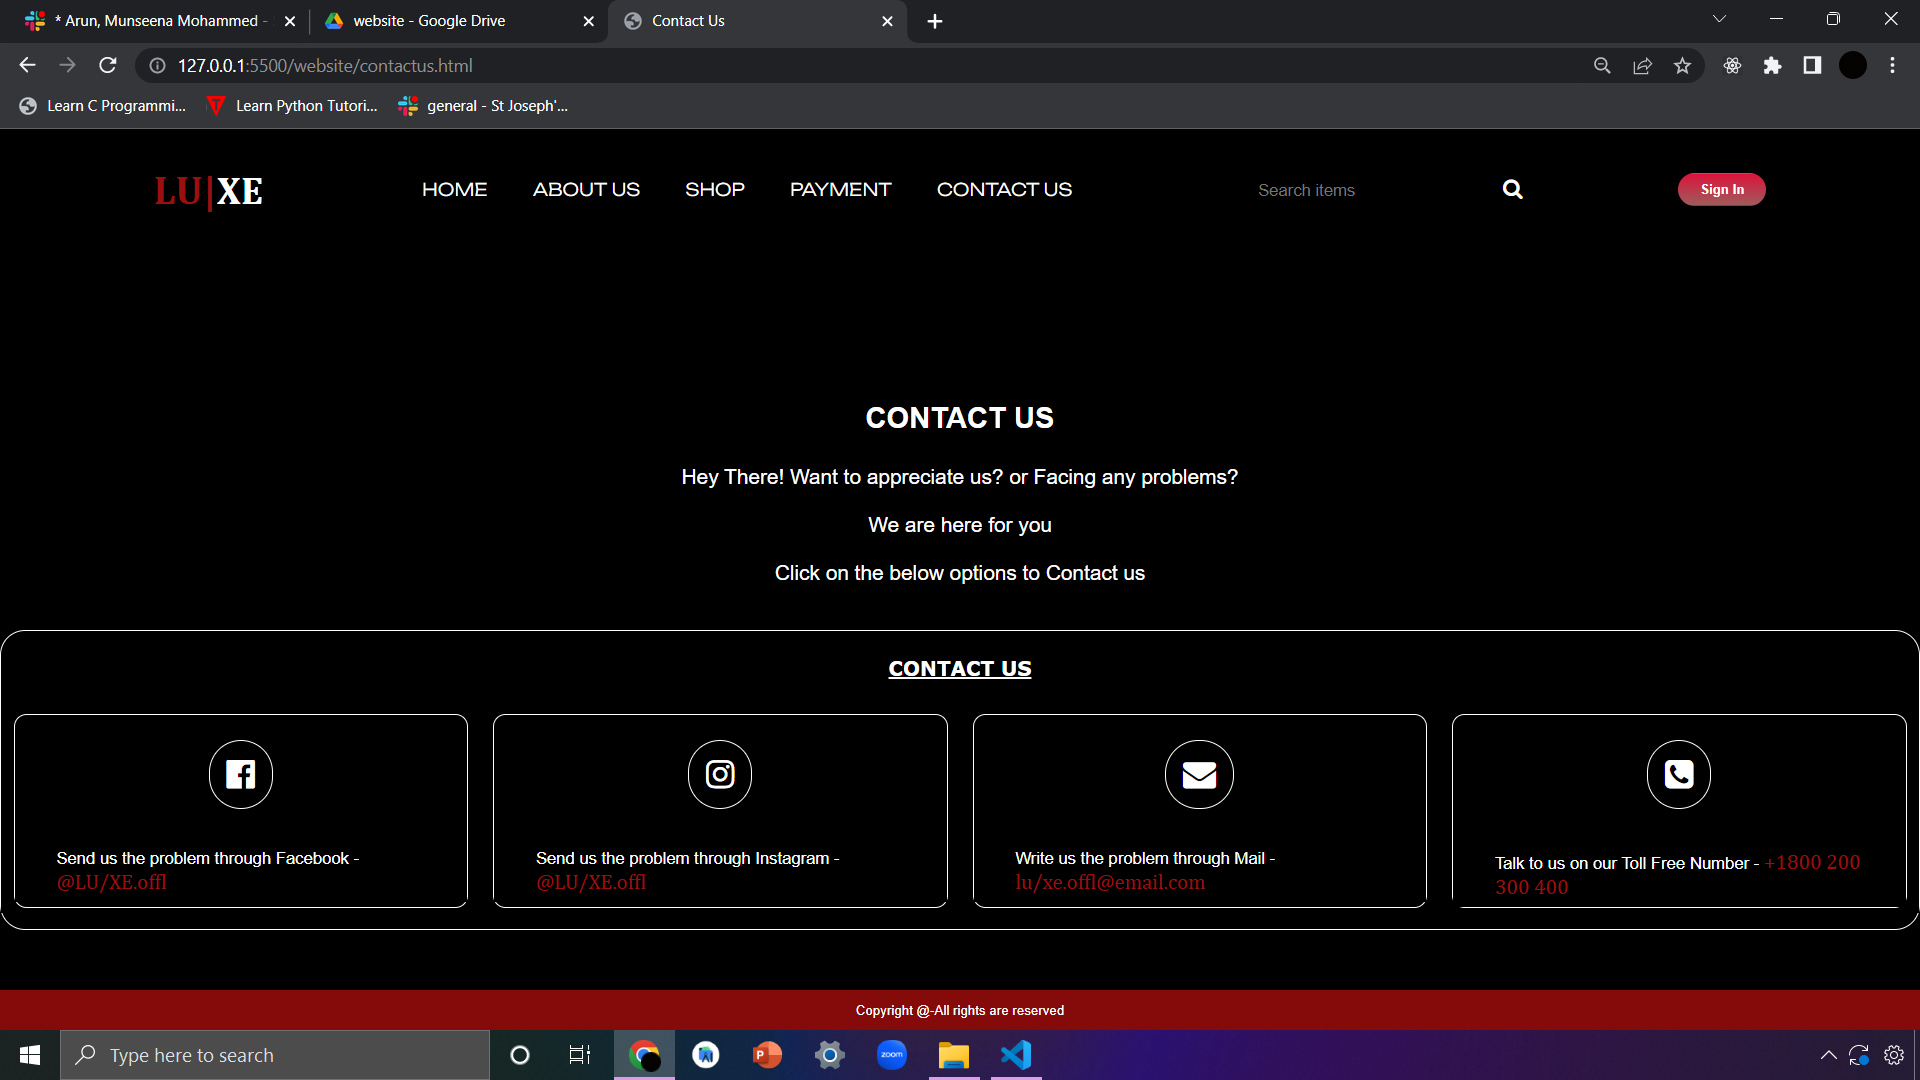 * Arun, Munseena Mohammed -
website - Google Drive
Contact Us
127.0.0.1:5500/website/contactus.html
Learn C Programmi...
Learn Python Tutori...
general - St Joseph'...
LU|XE
HOME
ABOUT US
SHOP
PAYMENT
CONTACT US
Search items
Sign In
CONTACT US
Hey There! Want to appreciate us? or Facing any problems?
We are here for you
Click on the below options to Contact us
CONTACT US
Send us the problem through Facebook -
@LU/XE.offl
Send us the problem through Instagram -
@LU/XE.offl
Write us the problem through Mail -
lu/xe.offl@email.com
Talk to us on our Toll Free Number - +1800 200
300 400
Copyright @-All rights are reserved
Type here to search
P
zoom